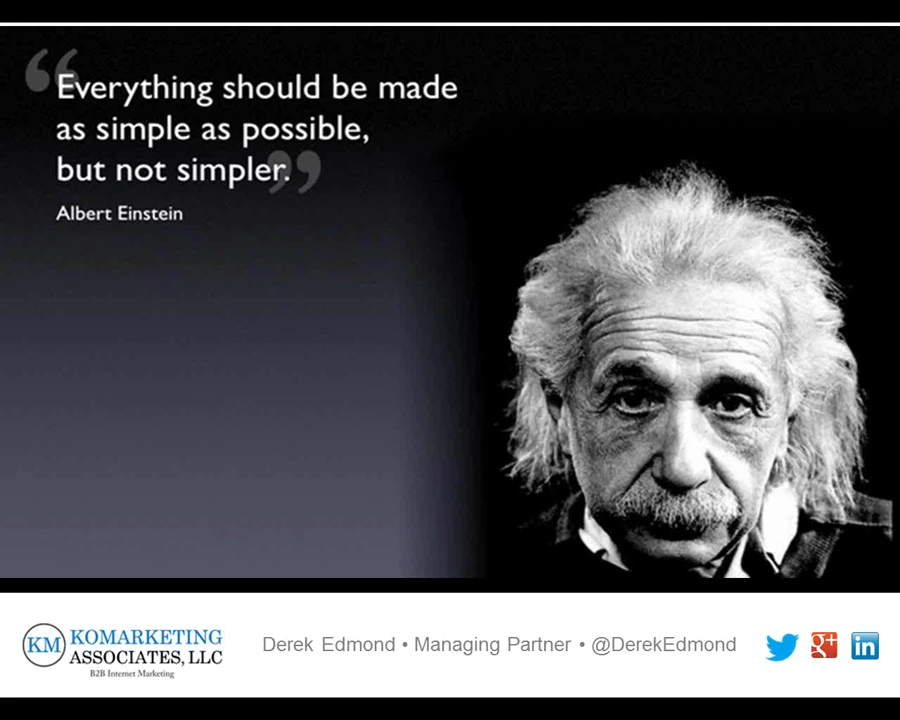 “Everything should be made
as simple as possible,
but not simpler.”
Albert Einstein
KM KOMARKETING
ASSOCIATES, LLC
B2B Internet Marketing
Derek Edmond • Managing Partner • @DerekEdmond
g+ in